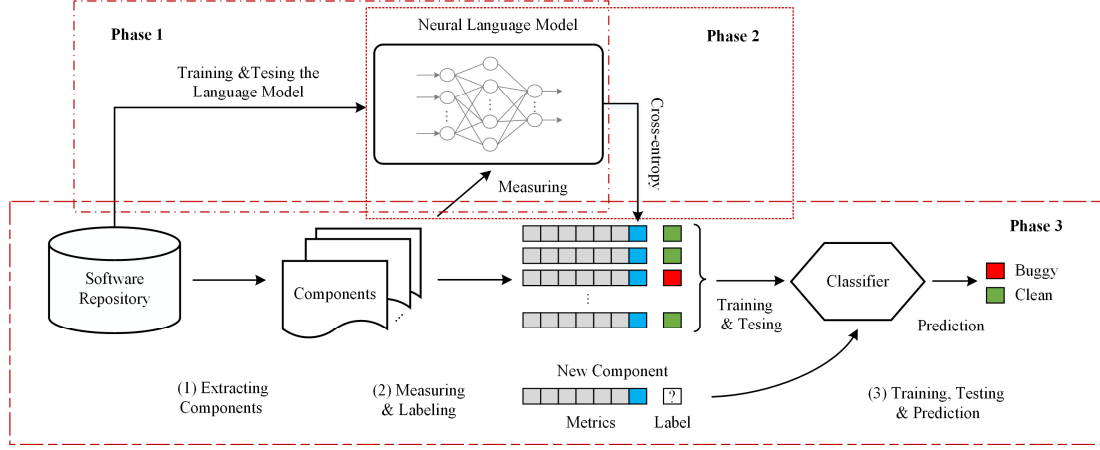 Neural Language Model
Phase 1
Phase 2
Training &Tesing the
Language Model
Cross-entropy
Measuring
Phase 3
Software
Repository
Components
...
Classifier
Buggy
Clean
Training
& Tesing
Prediction
New Component
(1) Extracting
Components
(2) Measuring
& Labeling
?
(3) Training, Testing
& Prediction
Metrics
Label